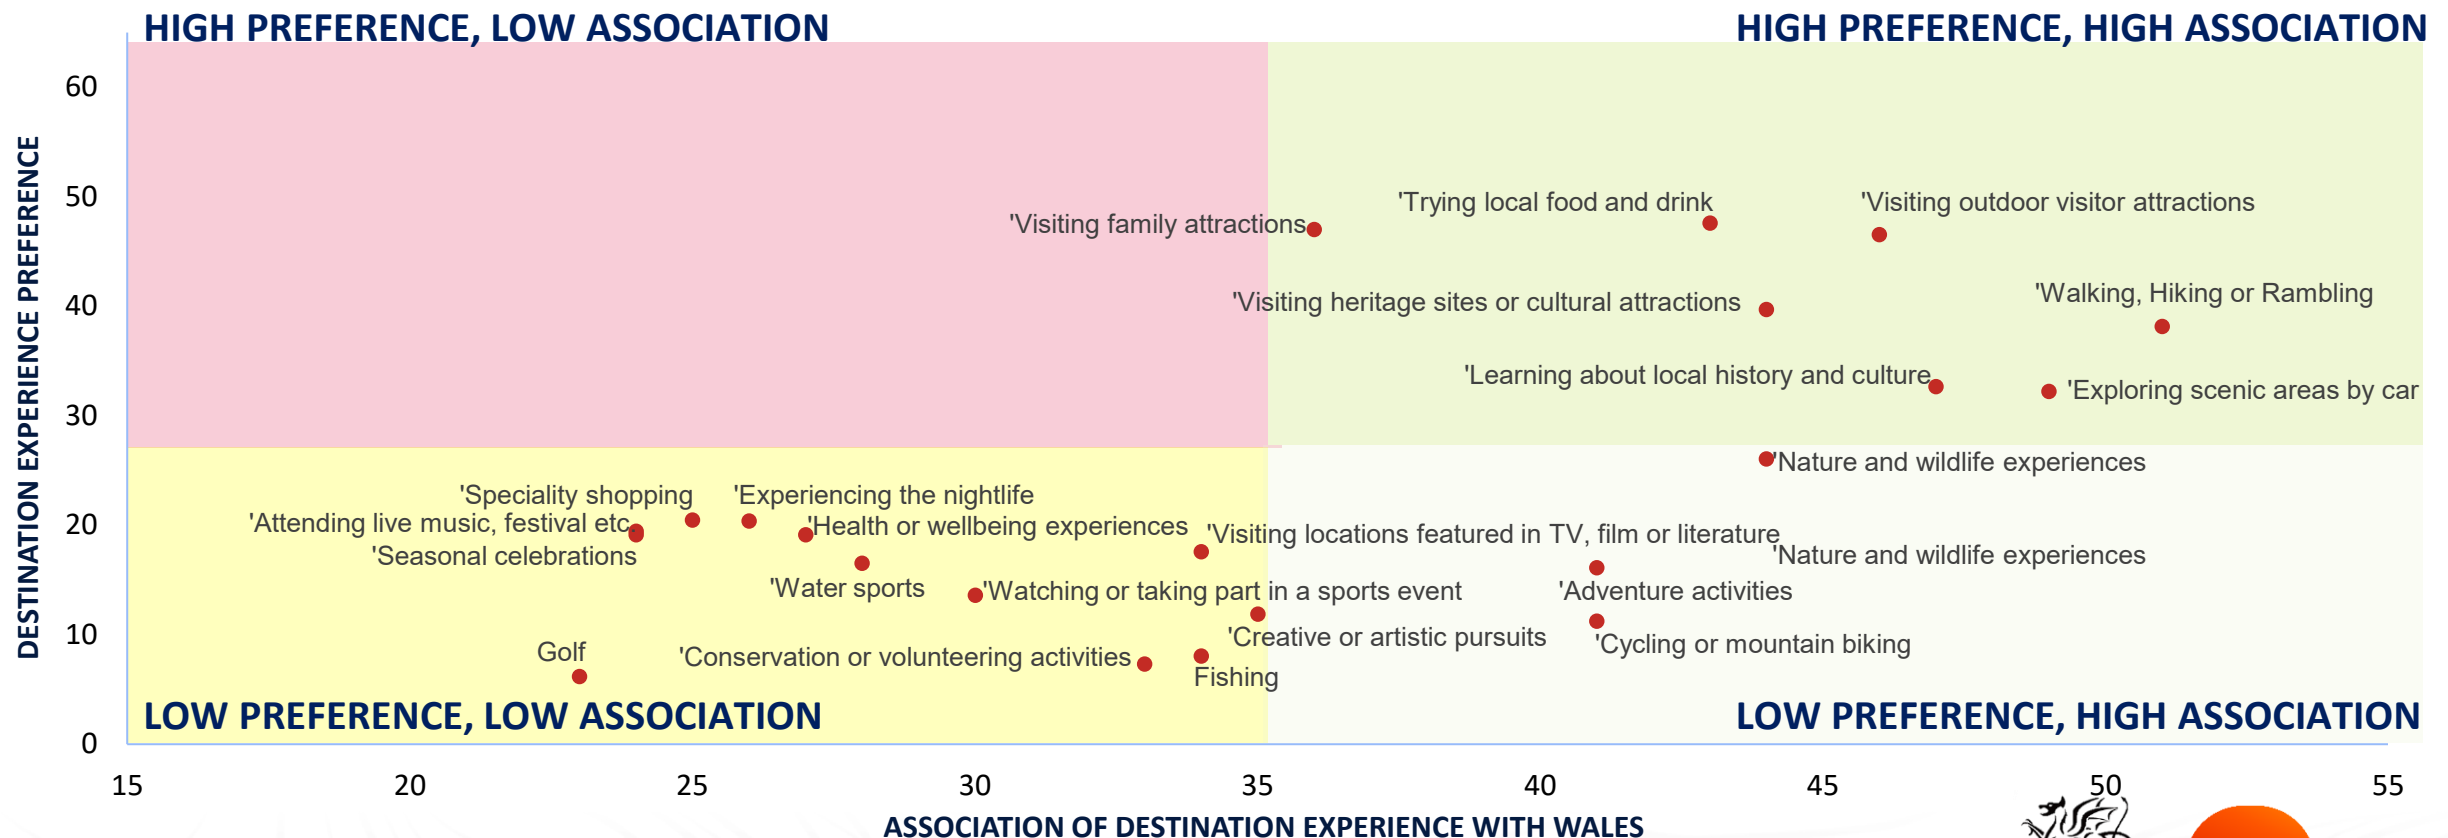 HIGH PREFERENCE, LOW ASSOCIATION
HIGH PREFERENCE, HIGH ASSOCIATION
60
50
40
30
20
10
0
DESTINATION EXPERIENCE PREFERENCE
'Trying local food and drink
'Visiting outdoor visitor attractions
'Visiting family attractions
'Walking, Hiking or Rambling
'Visiting heritage sites or cultural attractions
'Learning about local history and culture
'Exploring scenic areas by car
'Nature and wildlife experiences
'Speciality shopping
'Experiencing the nightlife
'Attending live music, festival etc.
'Health or wellbeing experiences
'Visiting locations featured in TV, film or literature
'Seasonal celebrations
'Nature and wildlife experiences
'Water sports
'Watching or taking part in a sports event
'Adventure activities
'Creative or artistic pursuits
'Cycling or mountain biking
Golf
'Conservation or volunteering activities
Fishing
LOW PREFERENCE, LOW ASSOCIATION
LOW PREFERENCE, HIGH ASSOCIATION
15
20
25
30
35
40
45
50
55
ASSOCIATION OF DESTINATION EXPERIENCE WITH WALES